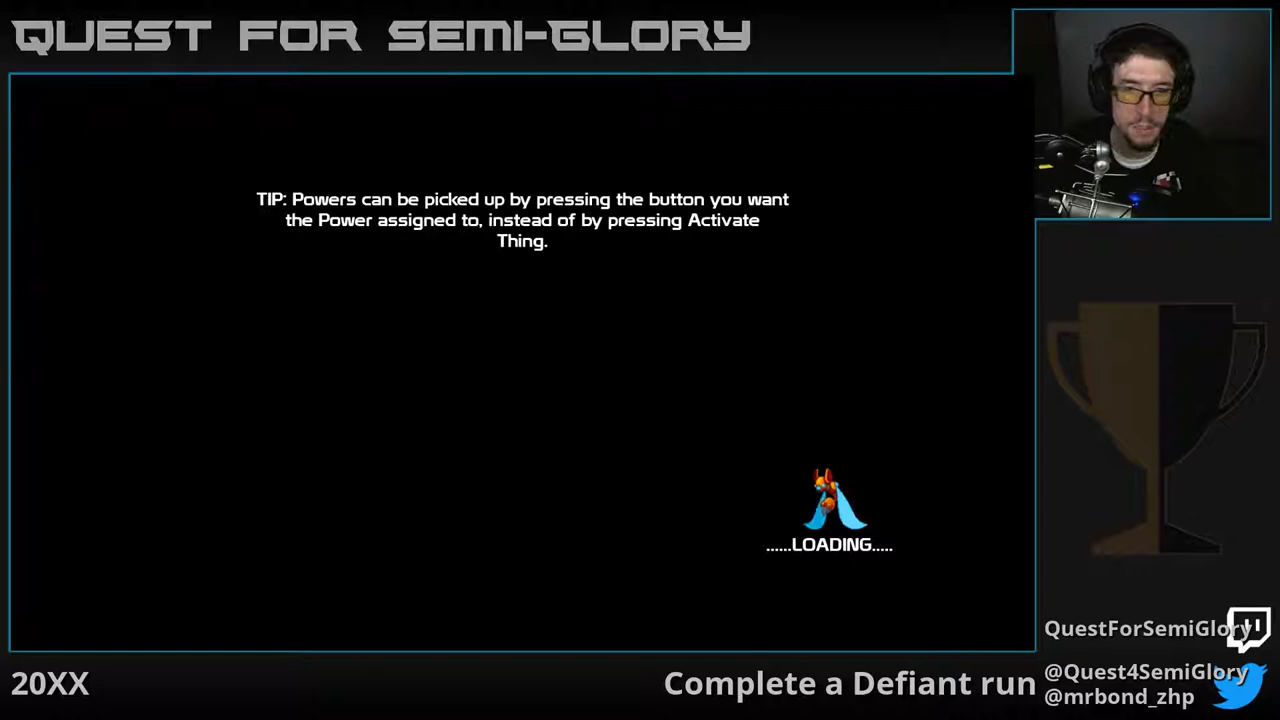 QUEST FOR SEMI-GLORY
TIP: Powers can be picked up by pressing the button you want
the Power assigned to, instead of by pressing Activate
Thing.
......LOADING.....
QuestForSemiGlory
@Quest4SemiGlory
@mrbond_zhp
20XX
Complete a Defiant run